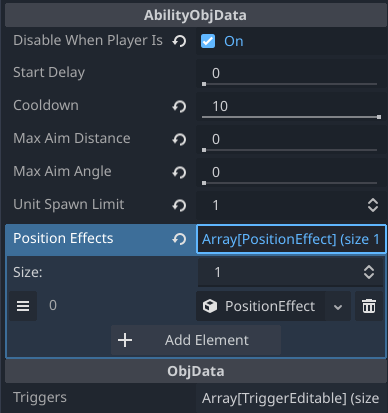 AbilityObjData
Disable When Player Is On
Start Delay 0
Cooldown 10
Max Aim Distance 0
Max Aim Angle 0
Unit Spawn Limit 1
Position Effects Array[PositionEffect] (size 1
Size: 1
0 PositionEffect
+ Add Element
ObjData
Triggers Array[TriggerEditable] (size